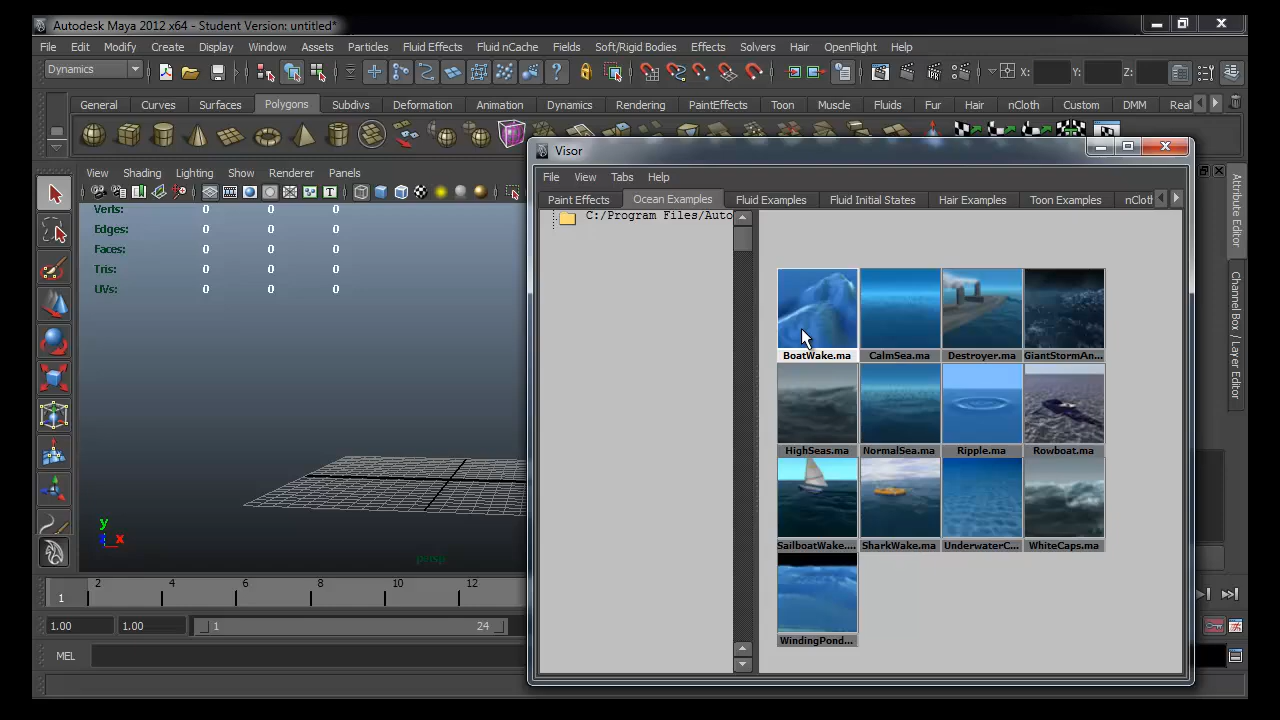 Autodesk Maya 2012 x64 - Student Version: untitled*
File Edit Modify Create Display Window Assets Particles Fluid Effects Fluid nCache Fields Soft/Rigid Bodies Effects Solvers Hair OpenFlight Help
Dynamics X: Y: Z:
General Curves Surfaces Polygons Subdivs Deformation Animation Dynamics Rendering PaintEffects Toon Muscle Fluids Fur Hair nCloth Custom DMM Real
Visor
View Shading Lighting Show Renderer Panels
File View Tabs Help
Paint Effects Ocean Examples Fluid Examples Fluid Initial States Hair Examples Toon Examples nCloth
Verts: 0 0 0
Edges: 0 0 0
Faces: 0 0 0
Tris: 0 0 0
UVs: 0 0 0
C:/Program Files/Auto
BoatWake.ma CalmSea.ma Destroyer.ma GiantStormAn...
HighSeas.ma NormalSea.ma Ripple.ma Rowboat.ma
SailboatWake.... SharkWake.ma UnderwaterC... WhiteCaps.ma
WindingPond...
Attribute Editor
Channel Box / Layer Editor
y
x
persp
1 2 4 6 8 10 12
1.00 1.00 1 24
MEL